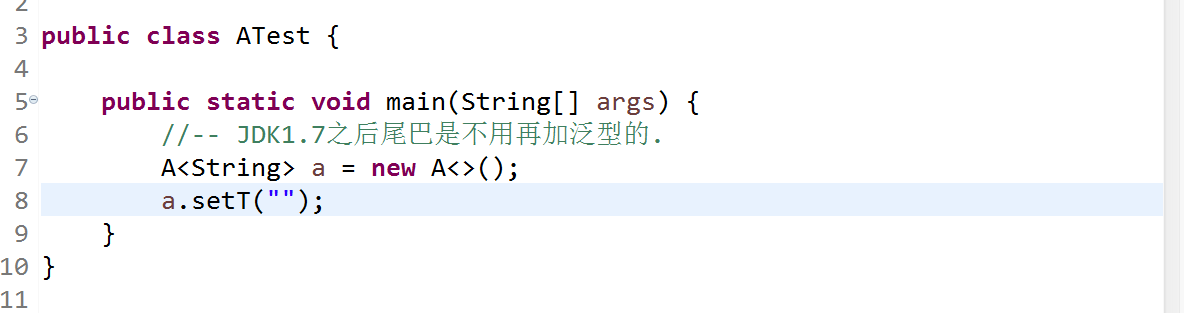 2
3 public class ATest {
4
5 public static void main(String[] args) {
6 //-- JDK1.7之后尾巴是不用再加泛型的.
7 A<String> a = new A<>();
8 a.setT("");
9 }
10 }
11